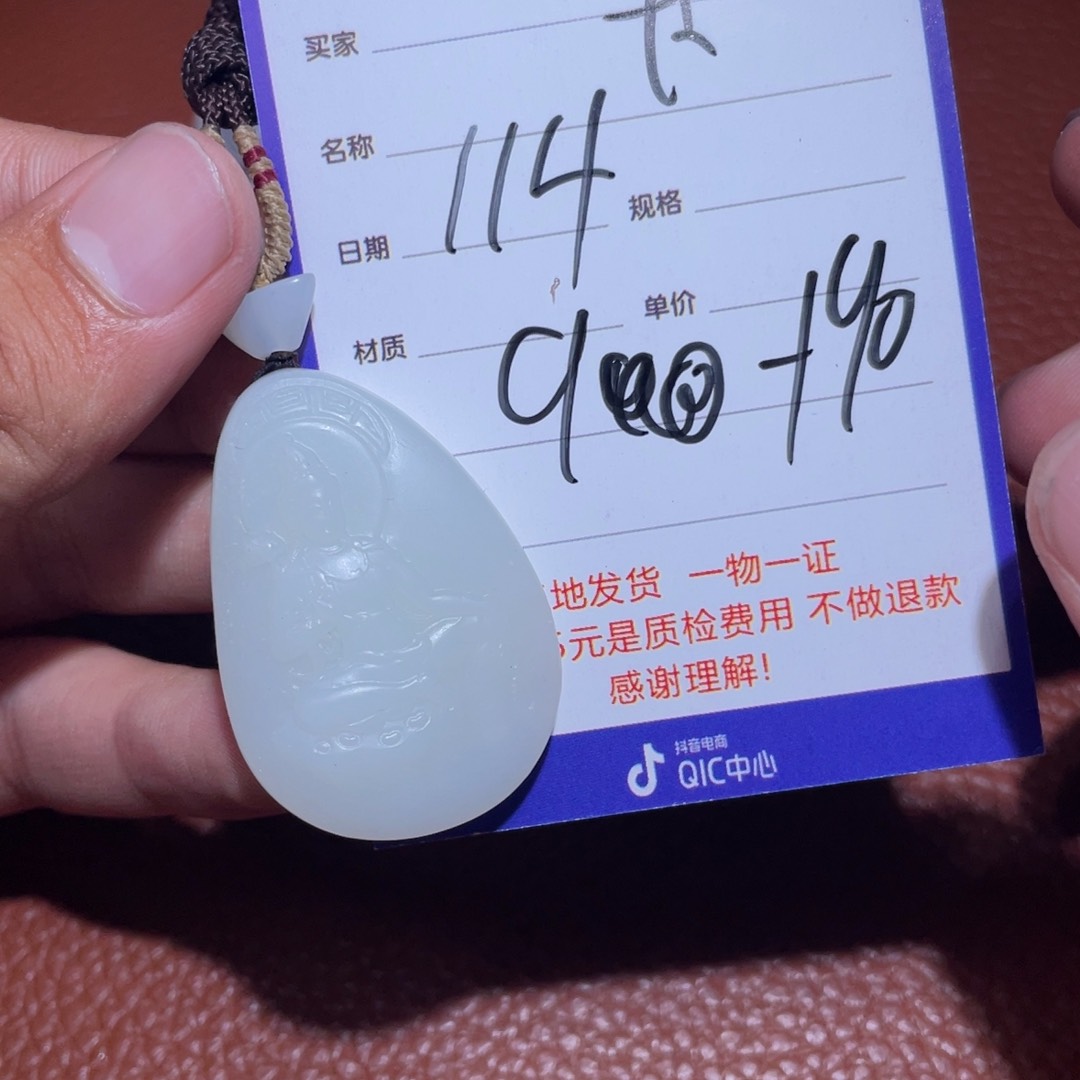 买家
名称
114
日期 规格
材质 单价
地发货 一物一证
5元是质检费用 不做退款
感谢理解!
抖音电商
QIC中心